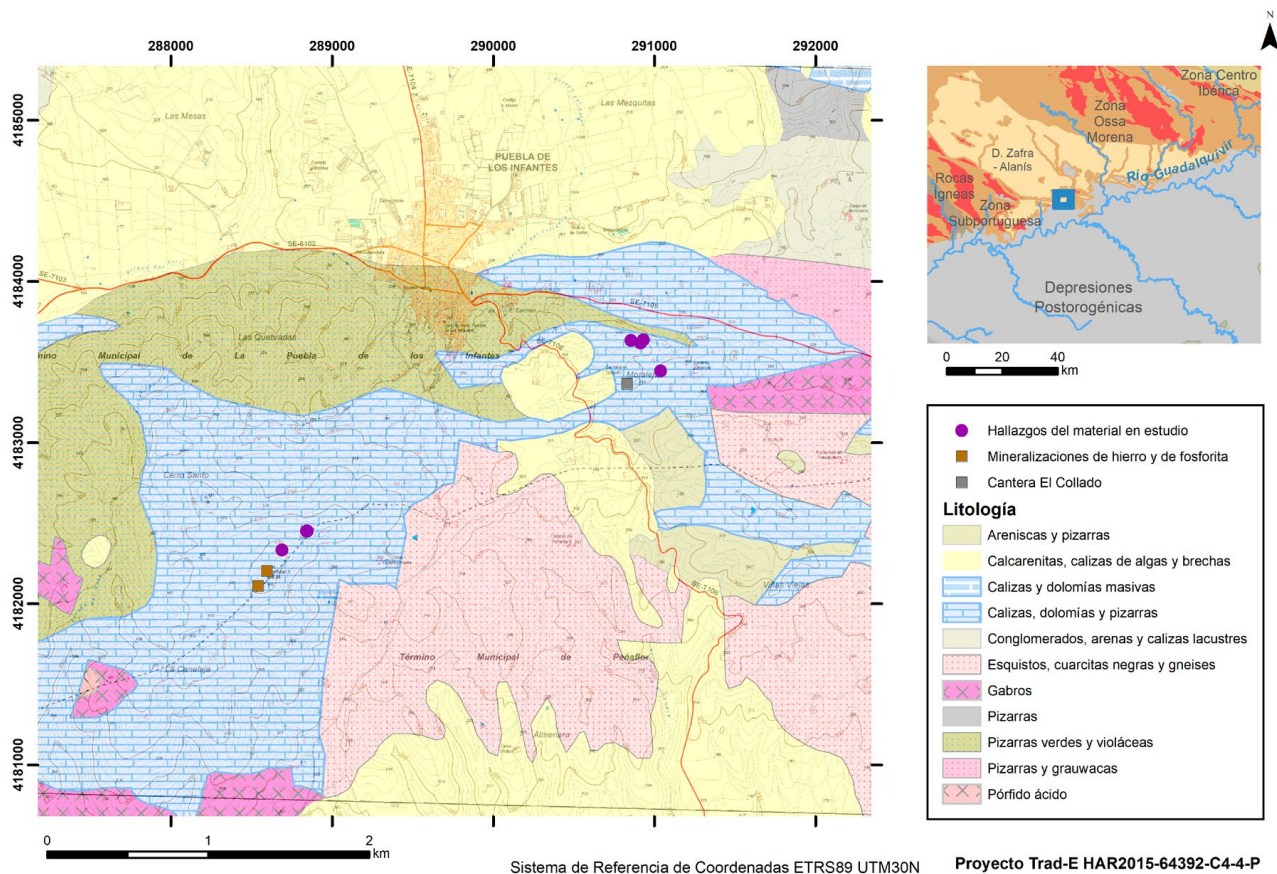 288000 289000 290000 291000 292000
4185000
4184000
4183000
4182000
4181000
Las Mesas
Las Mezquitas
PUEBLA DE
LOS INFANTES
SE-7104
SE-8102
SE-7103
SE-7105
SE-7106
Las Quebradas
Término Municipal de La Puebla de los Infantes
Cerro Santo
Viñas Viejas
La Canaleja
SE-7106
Término Municipal de Peñaflor
Almenara
0 1 2
km
Sistema de Referencia de Coordenadas ETRS89 UTM30N
N
Zona Centro
Ibérica
Zona
Ossa
Morena
D. Zafra
- Alanís
Río Guadalquivir
Rocas
Igneas
Zona
Subportuguesa
Depresiones
Postorogénicas
0 10 20 40
km
Hallazgos del material en estudio
Mineralizaciones de hierro y de fosforita
Cantera El Collado
Litología
Areniscas y pizarras
Calcarenitas, calizas de algas y brechas
Calizas y dolomías masivas
Calizas, dolomías y pizarras
Conglomerados, arenas y calizas lacustres
Esquistos, cuarcitas negras y gneises
Gabros
Pizarras
Pizarras verdes y violáceas
Pizarras y grauwacas
Pórfido ácido
Proyecto Trad-E HAR2015-64392-C4-4-P